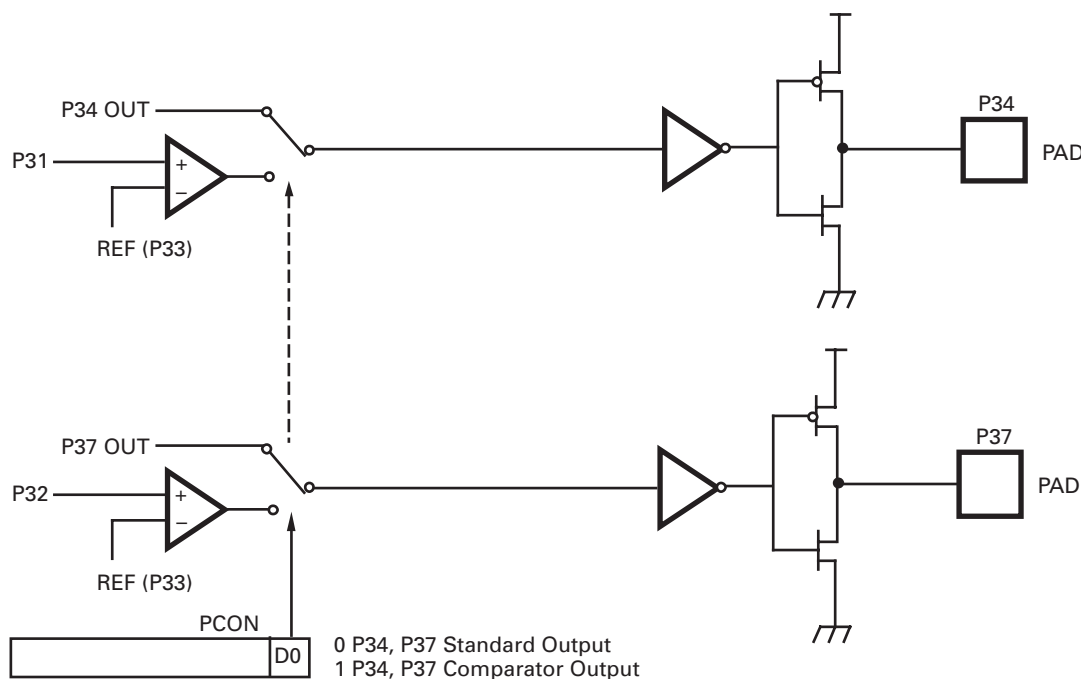 P34 OUT
P31
+
−
REF (P33)
P34
PAD
P37 OUT
P32
+
−
REF (P33)
P37
PAD
PCON
D0
0 P34, P37 Standard Output
1 P34, P37 Comparator Output